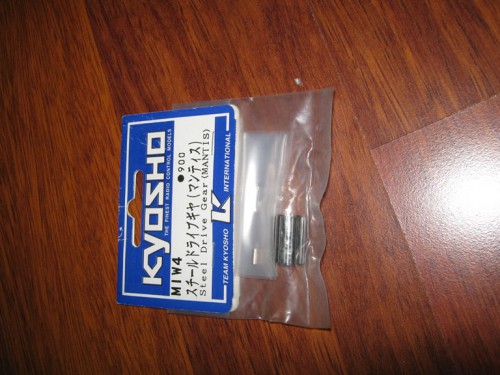 KYOSHO
THE FINEST RADIO CONTROL MODELS
MIW4 ●900
スチールドライブギヤ(マンティス)
Steel Drive Gear(MANTIS)
TEAM KYOSHO K INTERNATIONAL